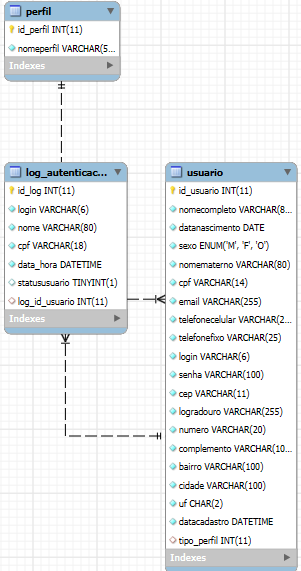 perfil
id_perfil INT(11)
nomeperfil VARCHAR(5...
Indexes
log_autenticac...
id_log INT(11)
login VARCHAR(6)
nome VARCHAR(80)
cpf VARCHAR(18)
data_hora DATETIME
statususuario TINYINT(1)
log_id_usuario INT(11)
Indexes
usuario
id_usuario INT(11)
nomecompleto VARCHAR(8...
datanascimento DATE
sexo ENUM('M', 'F', 'O')
nomematerno VARCHAR(80)
cpf VARCHAR(14)
email VARCHAR(255)
telefonecelular VARCHAR(2...
telefonefixo VARCHAR(25)
login VARCHAR(6)
senha VARCHAR(100)
cep VARCHAR(11)
logradouro VARCHAR(255)
numero VARCHAR(20)
complemento VARCHAR(10...
bairro VARCHAR(100)
cidade VARCHAR(100)
uf CHAR(2)
datacadastro DATETIME
tipo_perfil INT(11)
Indexes